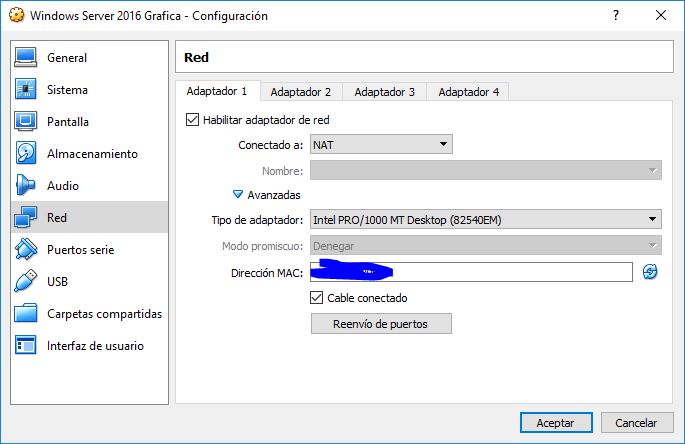 Windows Server 2016 Grafica - Configuración
?
General
Sistema
Pantalla
Almacenamiento
Audio
Red
Puertos serie
USB
Carpetas compartidas
Interfaz de usuario
Red
Adaptador 1 Adaptador 2 Adaptador 3 Adaptador 4
Habilitar adaptador de red
Conectado a: NAT
Nombre:
Avanzadas
Tipo de adaptador: Intel PRO/1000 MT Desktop (82540EM)
Modo promiscuo: Denegar
Dirección MAC:
Cable conectado
Reenvío de puertos
Aceptar Cancelar